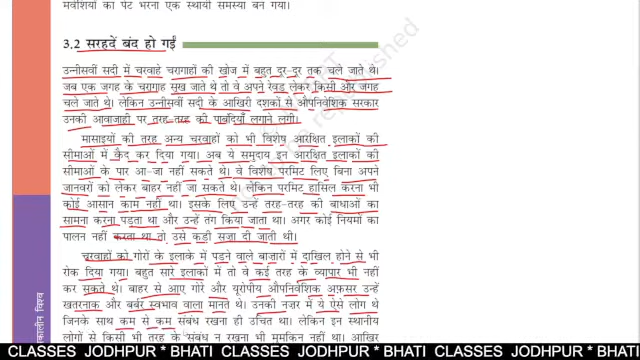 मवेशियों का पेट भरना एक स्थायी समस्या बन गया।
3.2 सरहदें बंद हो गईं
उन्नीसवीं सदी में चरवाहे चरागाहों की खोज में बहुत दूर-दूर तक चले जाते थे।
जब एक जगह के चरागाह सूख जाते थे तो वे अपने रेवड़ लेकर किसी और जगह
चले जाते थे। लेकिन उन्नीसवीं सदी के आखिरी दशकों से औपनिवेशिक सरकार
उनकी आवाजाही पर तरह-तरह की पाबंदियाँ लगाने लगी।
मासाइयों की तरह अन्य चरवाहों को भी विशेष आरक्षित इलाकों की
सीमाओं में कैद कर दिया गया। अब ये समुदाय इन आरक्षित इलाकों की
सीमाओं के पार आ-जा नहीं सकते थे। वे विशेष परमिट लिए बिना अपने
जानवरों को लेकर बाहर नहीं जा सकते थे। लेकिन परमिट हासिल करना भी
कोई आसान काम नहीं था। इसके लिए उन्हें तरह-तरह की बाधाओं का
सामना करना पड़ता था और उन्हें तंग किया जाता था। अगर कोई नियमों का
पालन नहीं करता था तो उसे कड़ी सज़ा दी जाती थी।
चरवाहों को गोरों के इलाके में पड़ने वाले बाज़ारों में दाखिल होने से भी
रोक दिया गया। बहुत सारे इलाकों में तो वे कई तरह के व्यापार भी नहीं
कर सकते थे। बाहर से आए गोरे और यूरोपीय औपनिवेशिक अफ़सर उन्हें
खतरनाक और बर्बर स्वभाव वाला मानते थे। उनकी नज़र में ये ऐसे लोग थे
जिनके साथ कम से कम संबंध रखना ही उचित था। लेकिन इन स्थानीय
लोगों से किसी भी तरह के संबंध न रखना भी मुमकिन नहीं था। आखिर
कालीन विश्व
CLASSES JODHPUR * BHATI CLASSES JODHPUR * BHATI